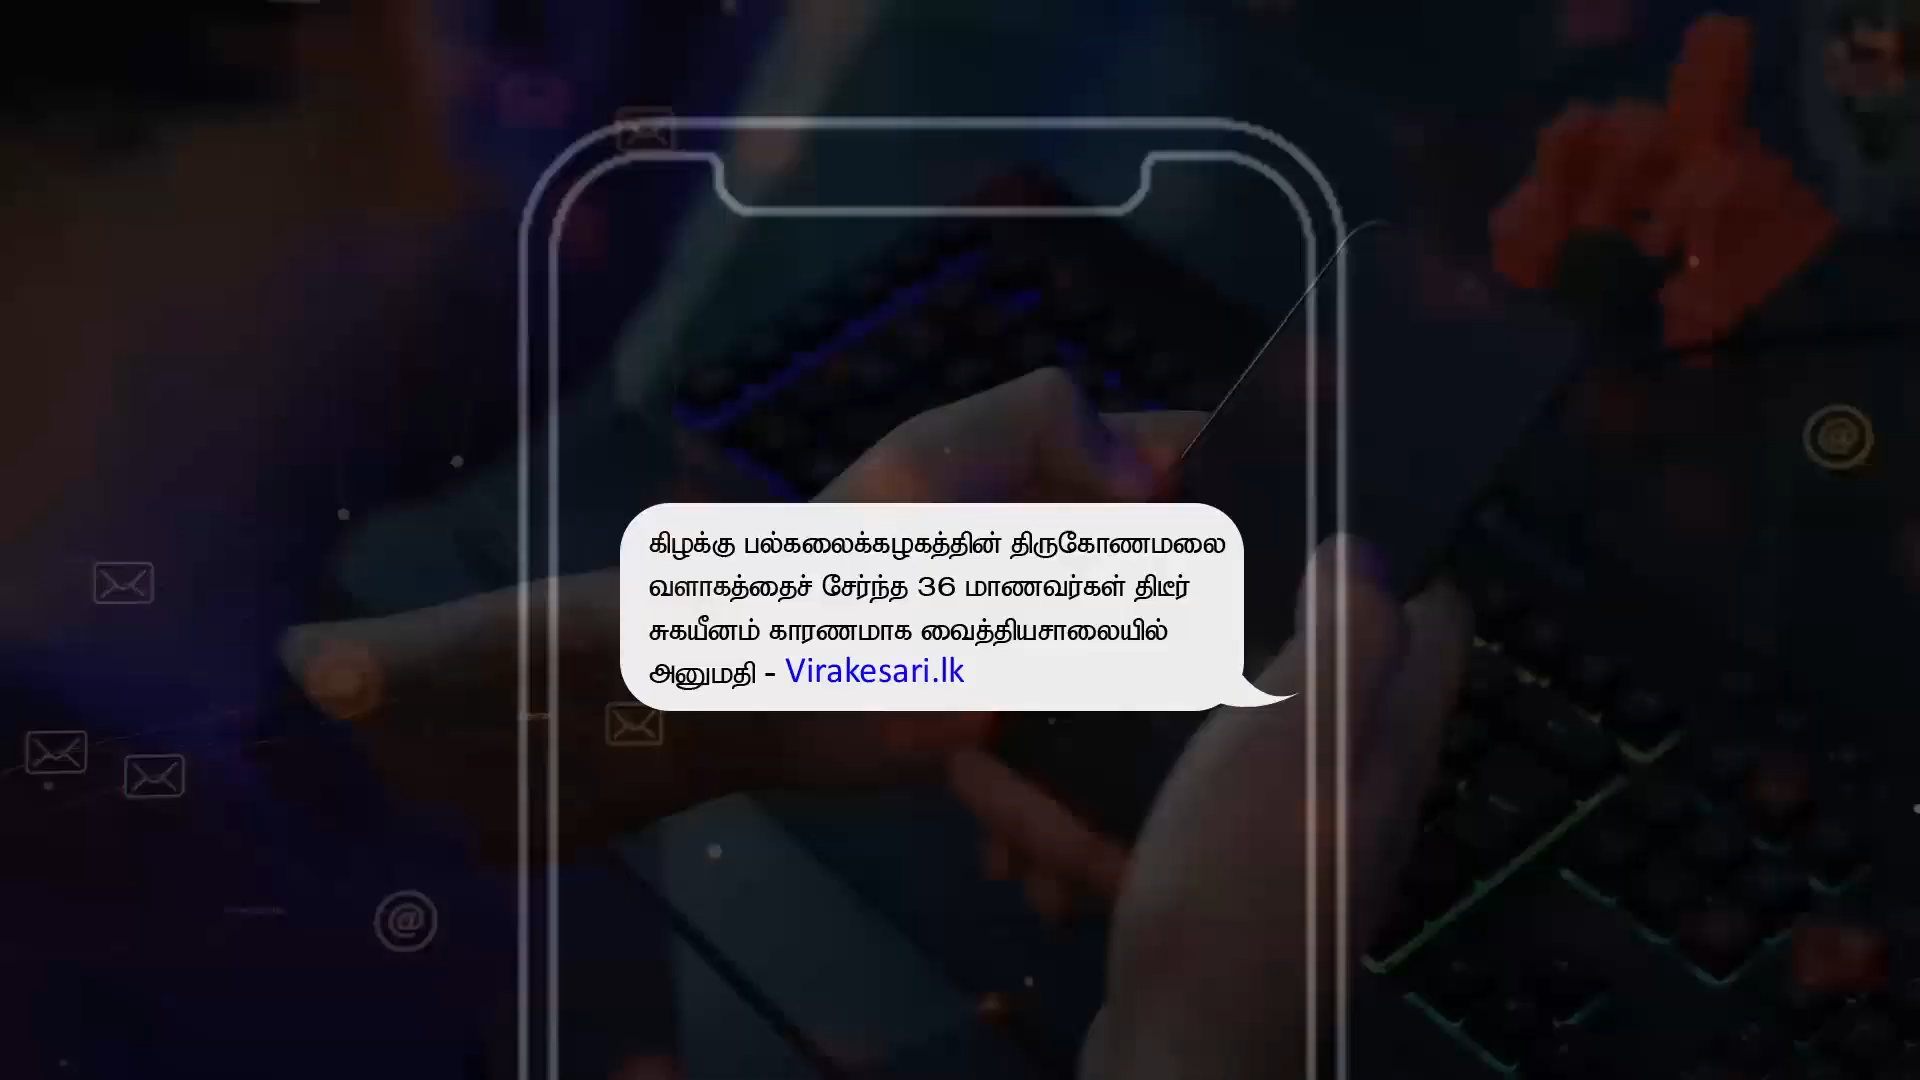 கிழக்கு பல்கலைக்கழகத்தின் திருகோணமலை
வளாகத்தைச் சேர்ந்த 36 மாணவர்கள் திடீர்
சுகயீனம் காரணமாக வைத்தியசாலையில்
அனுமதி - Virakesari.lk